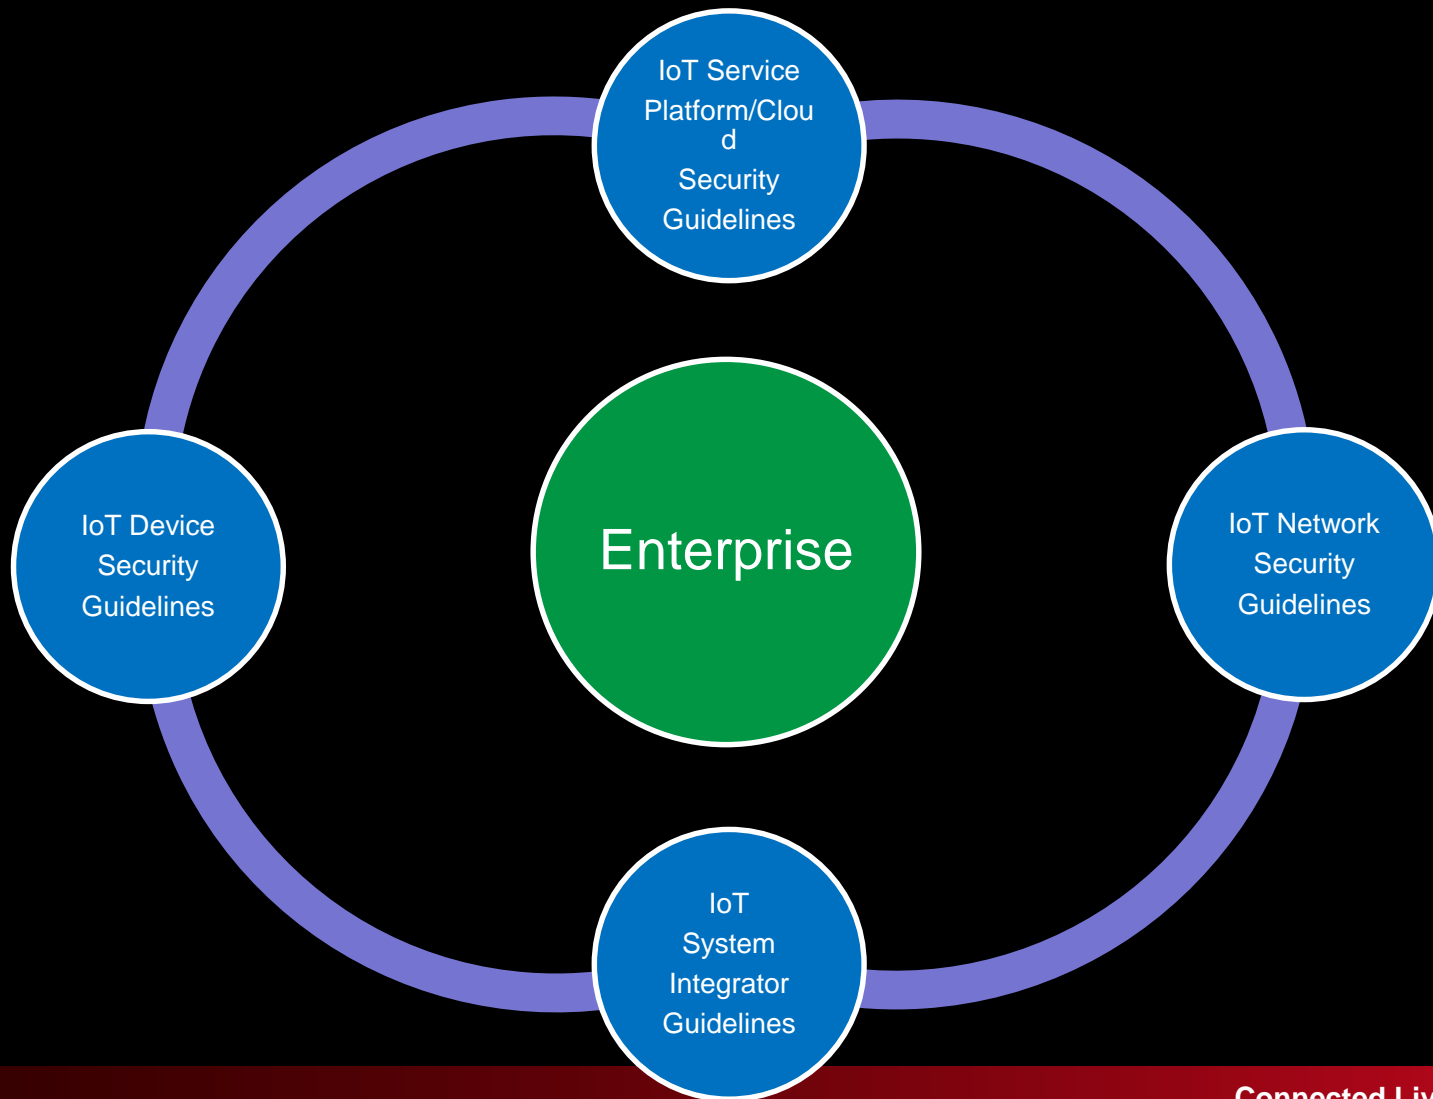 IoT Service
Platform/Clou
d
Security
Guidelines
IoT Device
Security
Guidelines
Enterprise
IoT Network
Security
Guidelines
IoT
System
Integrator
Guidelines
Connected